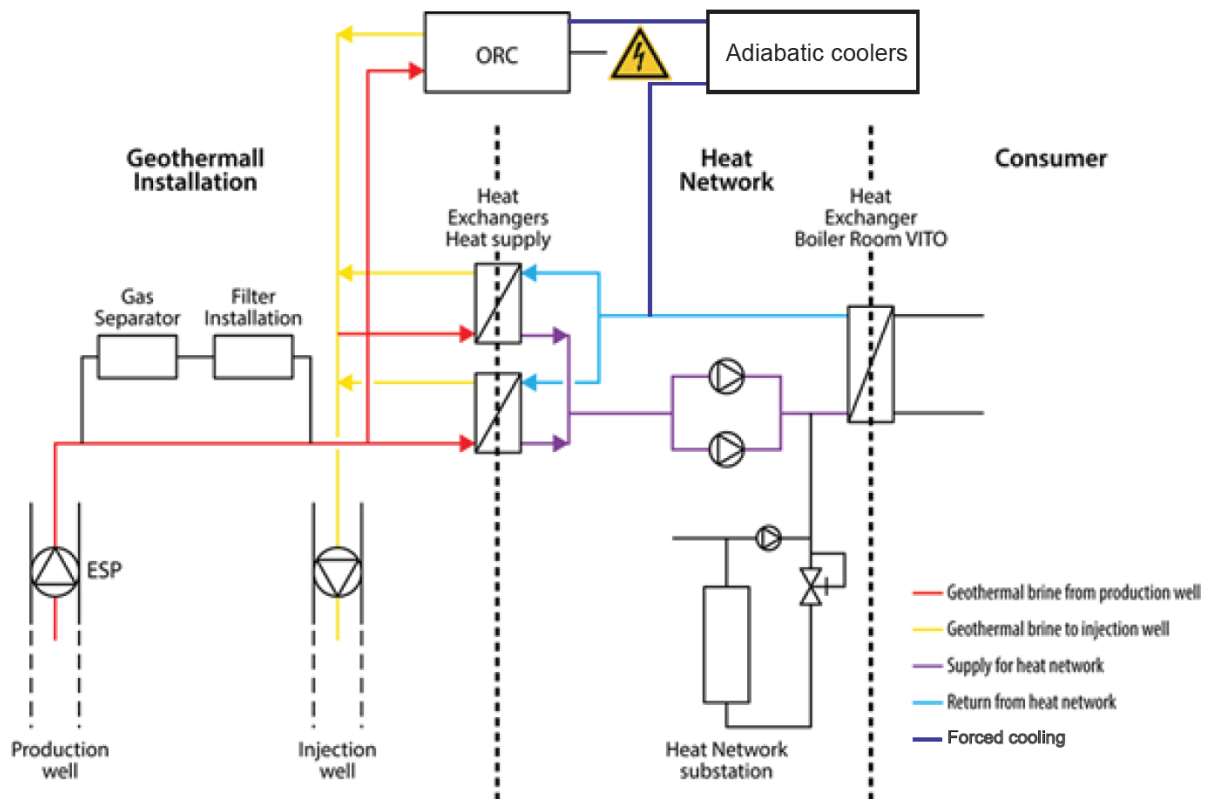 ORC
Adiabatic coolers
Geothermall
Installation
Heat
Network
Consumer
Heat
Exchangers
Heat supply
Heat
Exchanger
Boiler Room VITO
Gas
Separator
Filter
Installation
ESP
Geothermal brine from production well
Geothermal brine to injection well
Supply for heat network
Return from heat network
Forced cooling
Production
well
Injection
well
Heat Network
substation